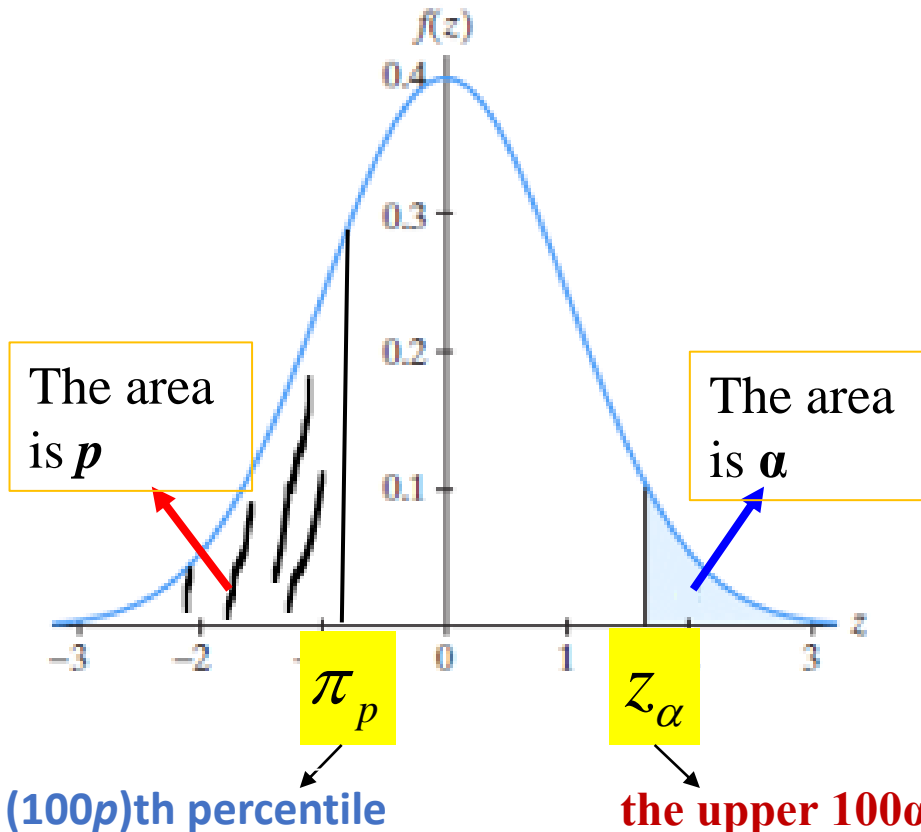 f(z)
0.4
0.3
0.2
The area
is p
The area
is α
0.1
−3
−2
0
1
3
z
π_p
z_α
(100p)th percentile
the upper 100α